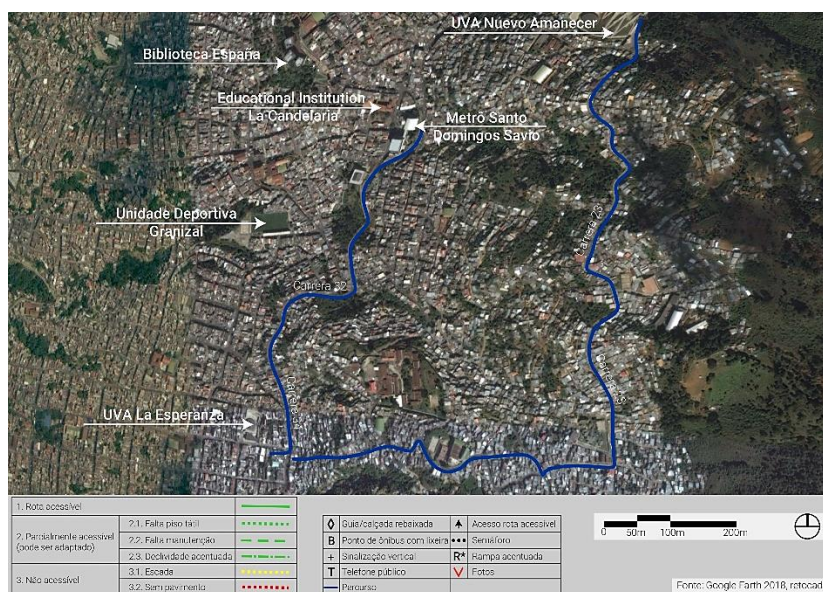 UVA Nuevo Amanecer
Biblioteca España
Educational Institution
La Candelaria
Metrô Santo
Domingos Savio
Unidade Deportiva
Granizal
Carrera 32
UVA La Esperanza
1. Rota acessível
2. Parcialmente acessível
(pode ser adaptado)
2.1. Falta piso tátil
2.2. Falta manutenção
2.3. Declividade acentuada
3. Não acessível
3.1. Escada
3.2. Sem pavimento
Guia/calçada rebaixada
B Ponto de ônibus com lixeira
+ Sinalização vertical
T Telefone público
Percurso
Acesso rota acessível
Semáforo
R* Rampa acentuada
Fotos
0 50m 100m 200m
Fonte: Google Earth 2018, retocad